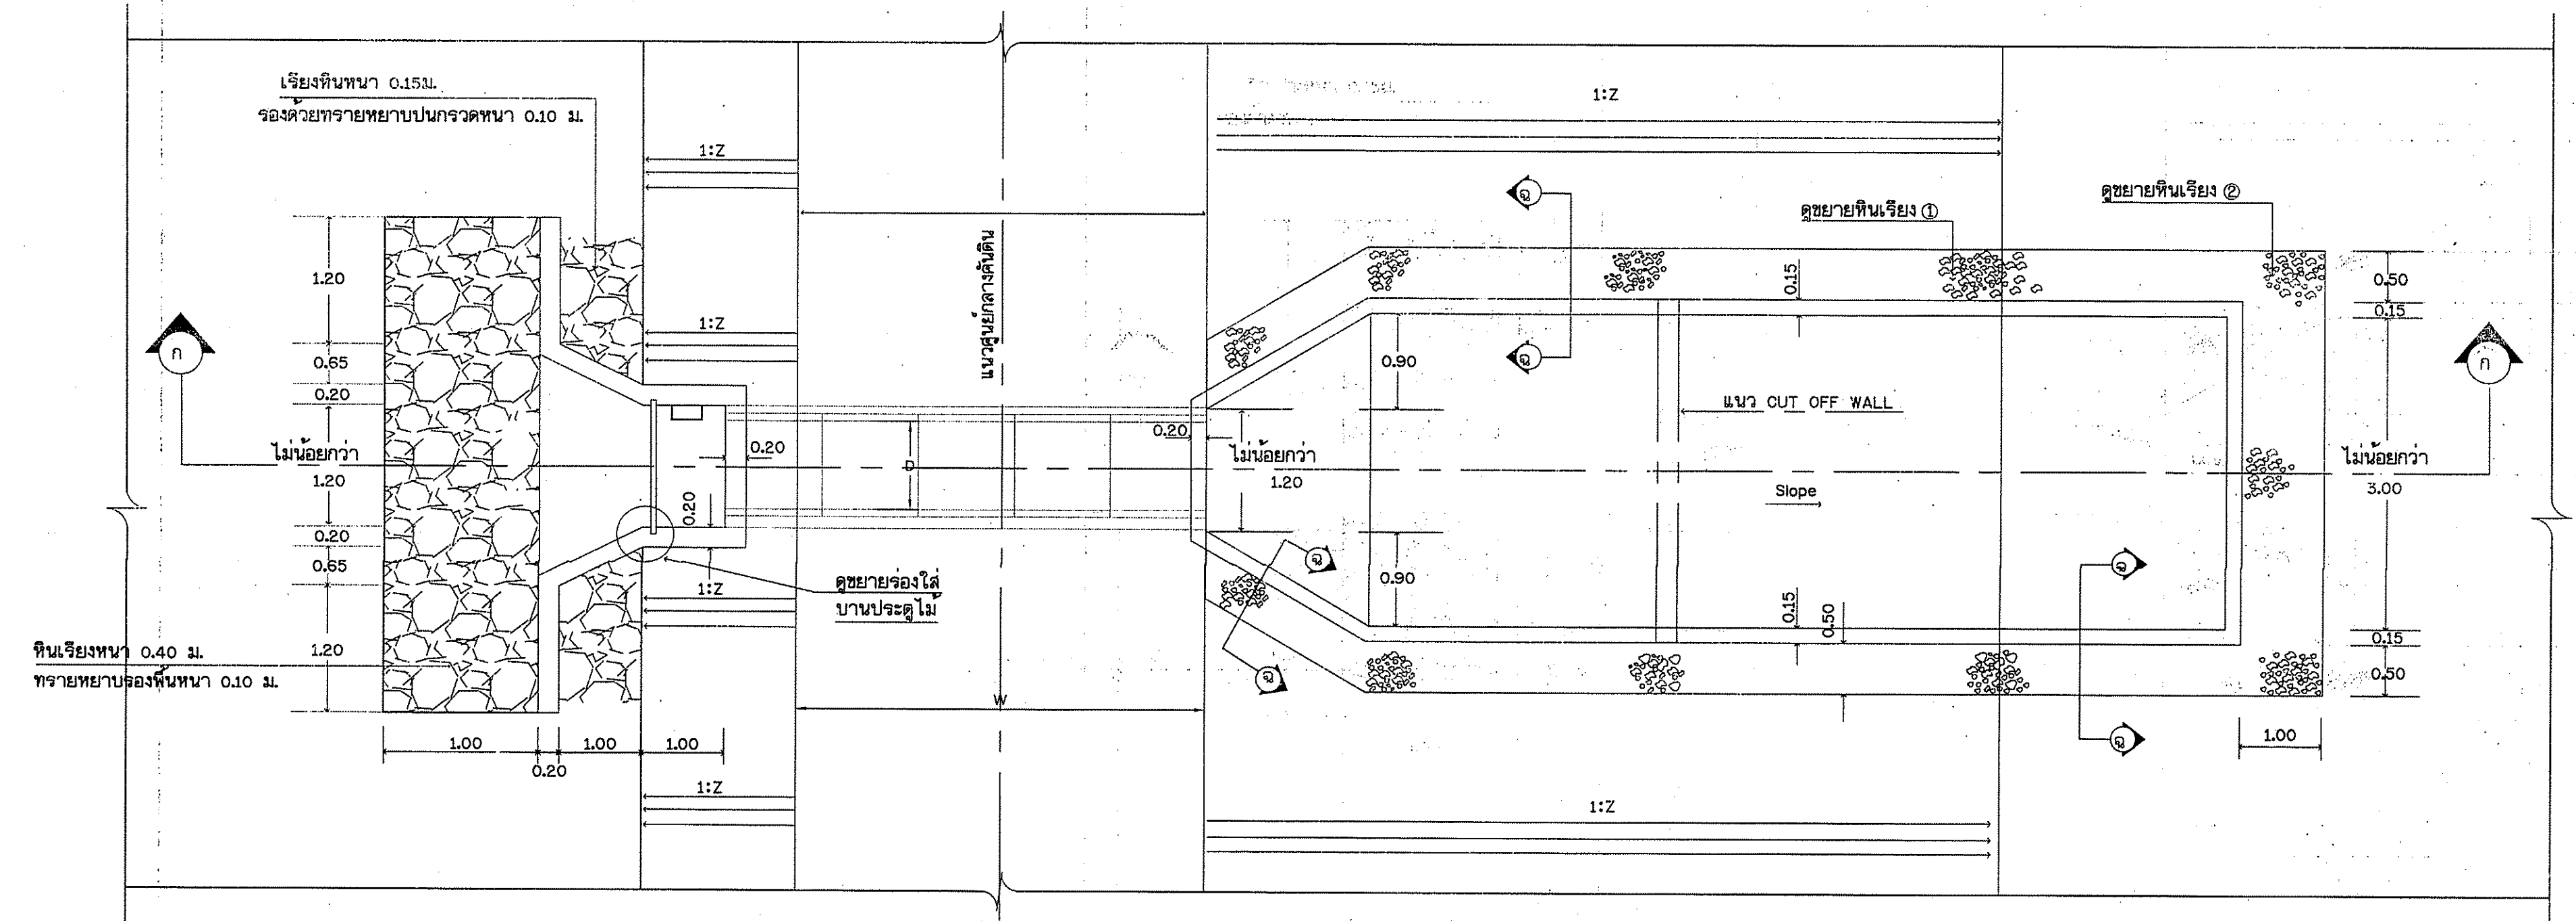 เรียงหินหนา 0.15ม.
รองด้วยทรายหยาบปนกรวดหนา 0.10 ม.
1:Z
1:Z
ดูขยายหินเรียง ①
ดูขยายหินเรียง ②
แนวศูนย์กลางคันดิน
ฉ
ฉ
ก
ก
1.20
0.65
0.20
ไม่น้อยกว่า
1.20
0.20
0.65
1.20
1:Z
0.20
0.20
D
0.20
ไม่น้อยกว่า
1.20
0.90
0.90
0.15
แนว CUT OFF WALL
Slope
0.50
0.15
ไม่น้อยกว่า
3.00
0.15
0.50
1:Z
ดูขยายร่องใส่
บานประตูไม้
ฉ
ฉ
ฉ
ฉ
0.15
0.50
หินเรียงหนา 0.40 ม.
ทรายหยาบรองพื้นหนา 0.10 ม.
W
1.00
0.20
1.00
1.00
1.00
1:Z
1:Z